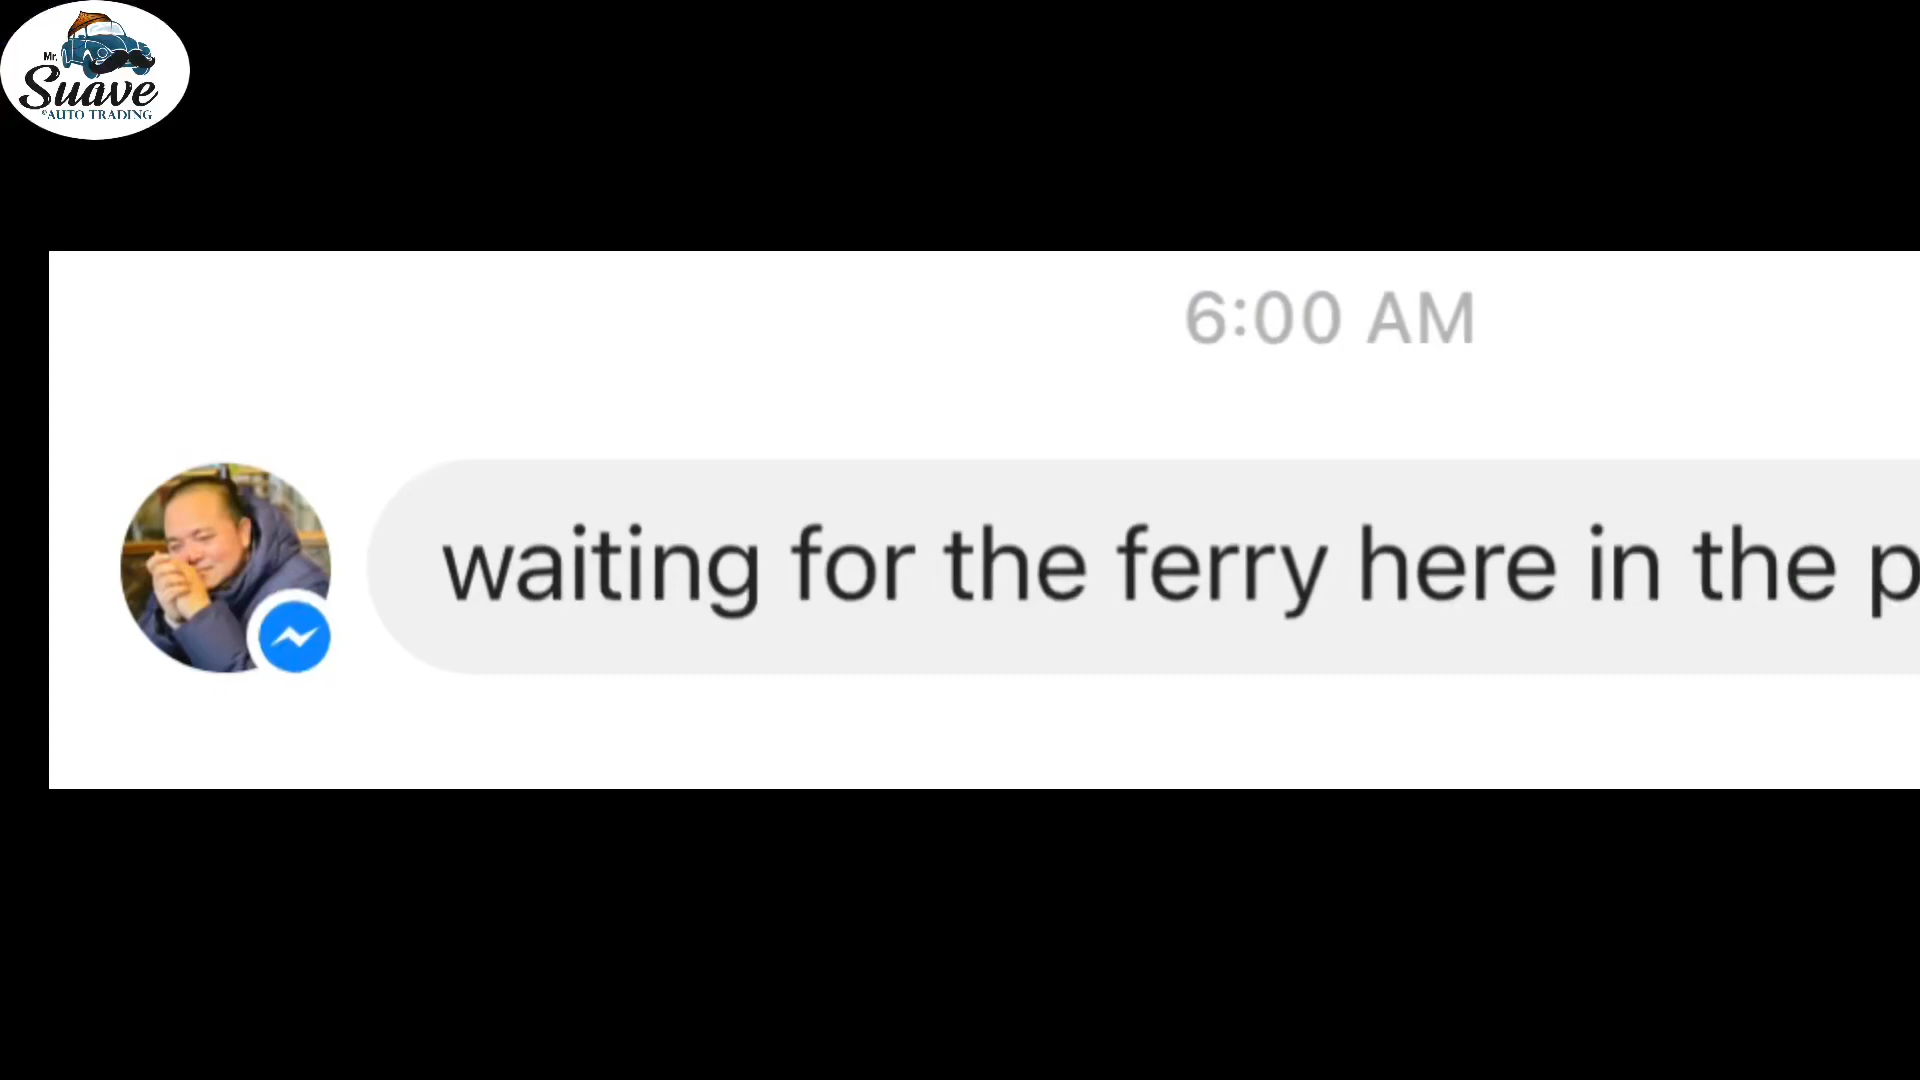 Mr.
Suave
AUTO TRADING
6:00 AM
waiting for the ferry here in the p